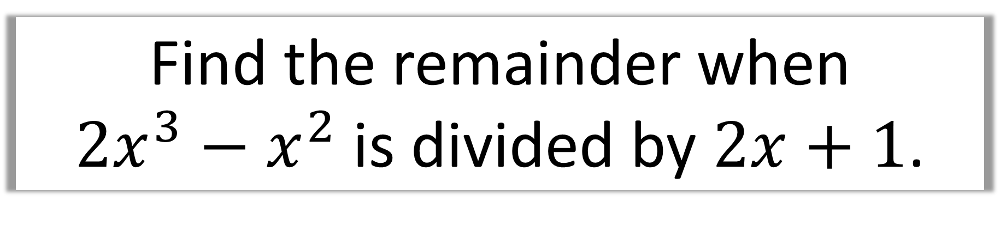 Find the remainder when
2x³ − x² is divided by 2x + 1.